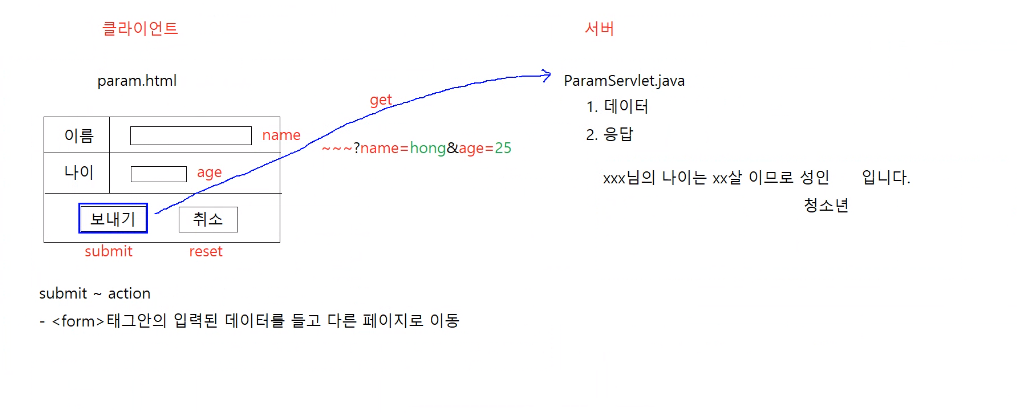 클라이언트
서버
param.html
ParamServlet.java
get
1. 데이터
이름
name
2. 응답
~~~?name=hong&age=25
나이
age
xxx님의 나이는 xx살 이므로 성인 입니다.
청소년
보내기
취소
submit
reset
submit ~ action
- <form>태그안의 입력된 데이터를 들고 다른 페이지로 이동